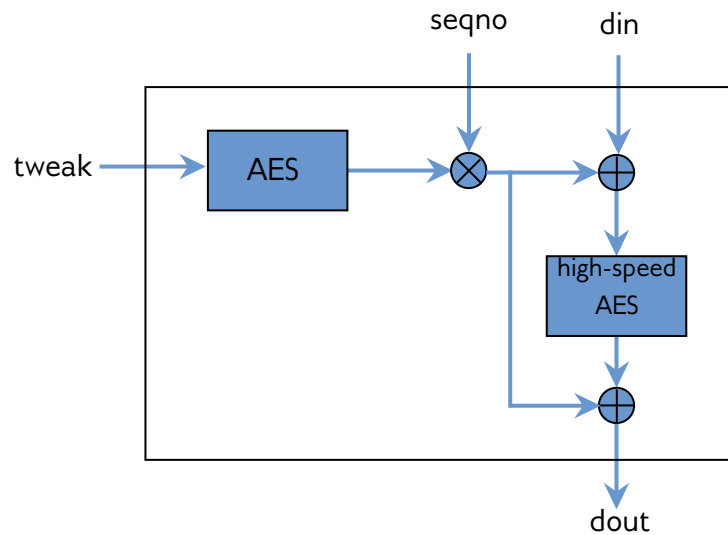 seqno
din
tweak
AES
high-speed
AES
dout